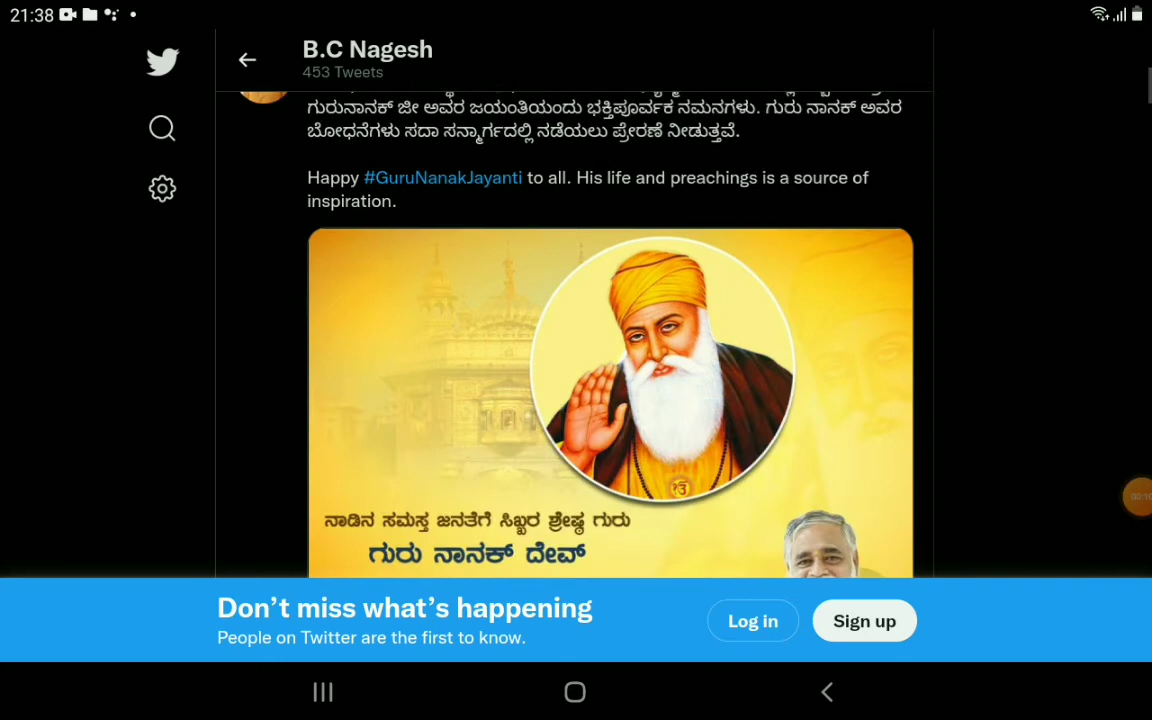 21:38
B.C Nagesh
453 Tweets
ಗುರುನಾನಕ್ ಜೀ ಅವರ ಜಯಂತಿಯಂದು ಭಕ್ತಿಪೂರ್ವಕ ನಮನಗಳು. ಗುರು ನಾನಕ್ ಅವರ
ಬೋಧನೆಗಳು ಸದಾ ಸನ್ಮಾರ್ಗದಲ್ಲಿ ನಡೆಯಲು ಪ್ರೇರಣೆ ನೀಡುತ್ತವೆ.
Happy #GuruNanakJayanti to all. His life and preachings is a source of
inspiration.
ੴ
ನಾಡಿನ ಸಮಸ್ತ ಜನತೆಗೆ ಸಿಖ್ಖರ ಶ್ರೇಷ್ಠ ಗುರು
ಗುರು ನಾನಕ್ ದೇವ್
00:10
Don't miss what's happening
People on Twitter are the first to know.
Log in
Sign up